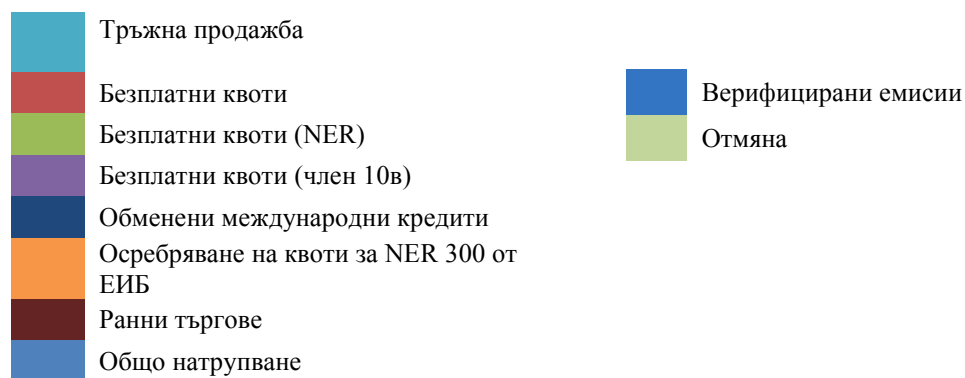 Тръжна продажба
Безплатни квоти
Безплатни квоти (NER)
Безплатни квоти (член 10в)
Обменени международни кредити
Осребряване на квоти за NER 300 от
ЕИБ
Ранни търгове
Общо натрупване
Верифицирани емисии
Отмяна